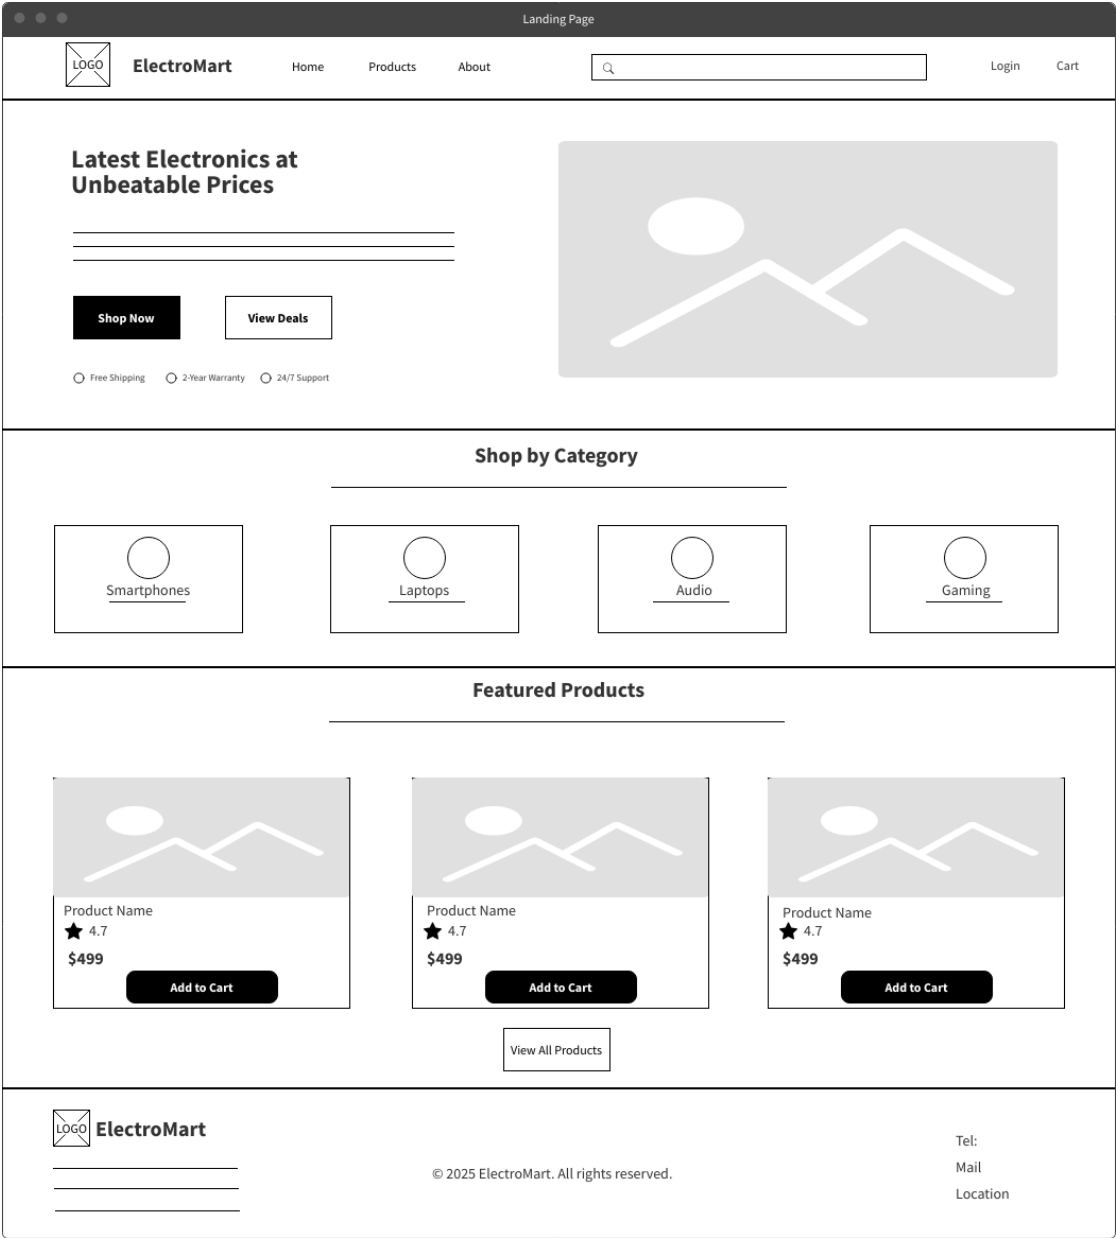 Landing Page
LOGO ElectroMart Home Products About Login Cart
Latest Electronics at
Unbeatable Prices
Shop Now View Deals
Free Shipping 2-Year Warranty 24/7 Support
Shop by Category
Smartphones Laptops Audio Gaming
Featured Products
Product Name Product Name Product Name
4.7 4.7 4.7
$499 $499 $499
Add to Cart Add to Cart Add to Cart
View All Products
LOGO ElectroMart
Tel:
Mail
© 2025 ElectroMart. All rights reserved.
Location